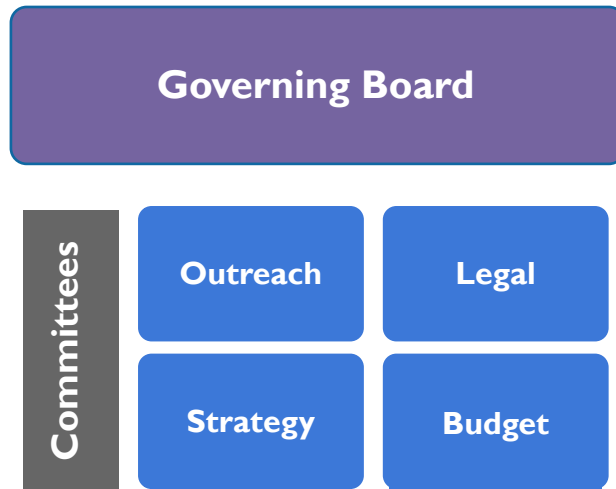 Governing Board
Committees
Outreach
Legal
Strategy
Budget